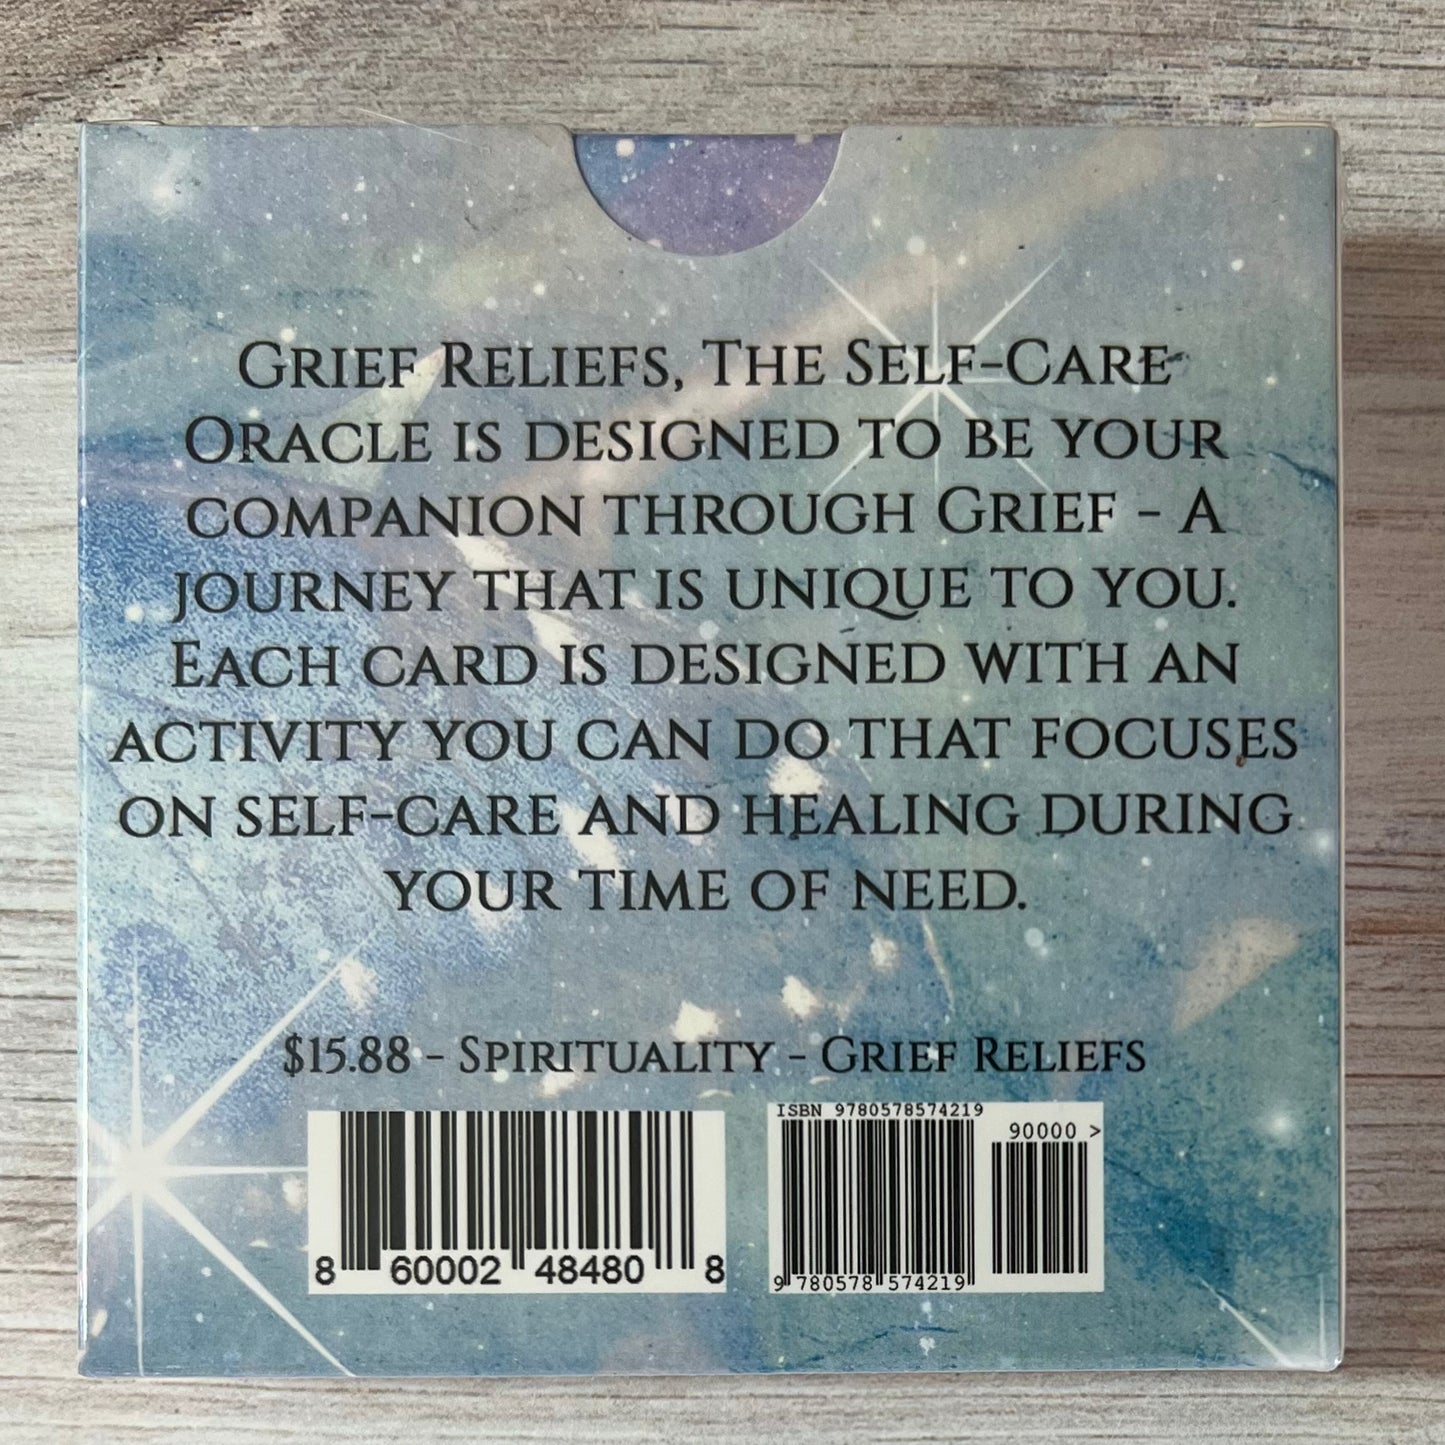 Grief Reliefs, The Self-Care
Oracle is designed to be your
companion through Grief - A
journey that is unique to you.
Each card is designed with an
activity you can do that focuses
on self-care and healing during
your time of need.
$15.88 - Spirituality - Grief Reliefs
ISBN 9780578574219
90000 >
8 60002 48480 8
9 780578 574219